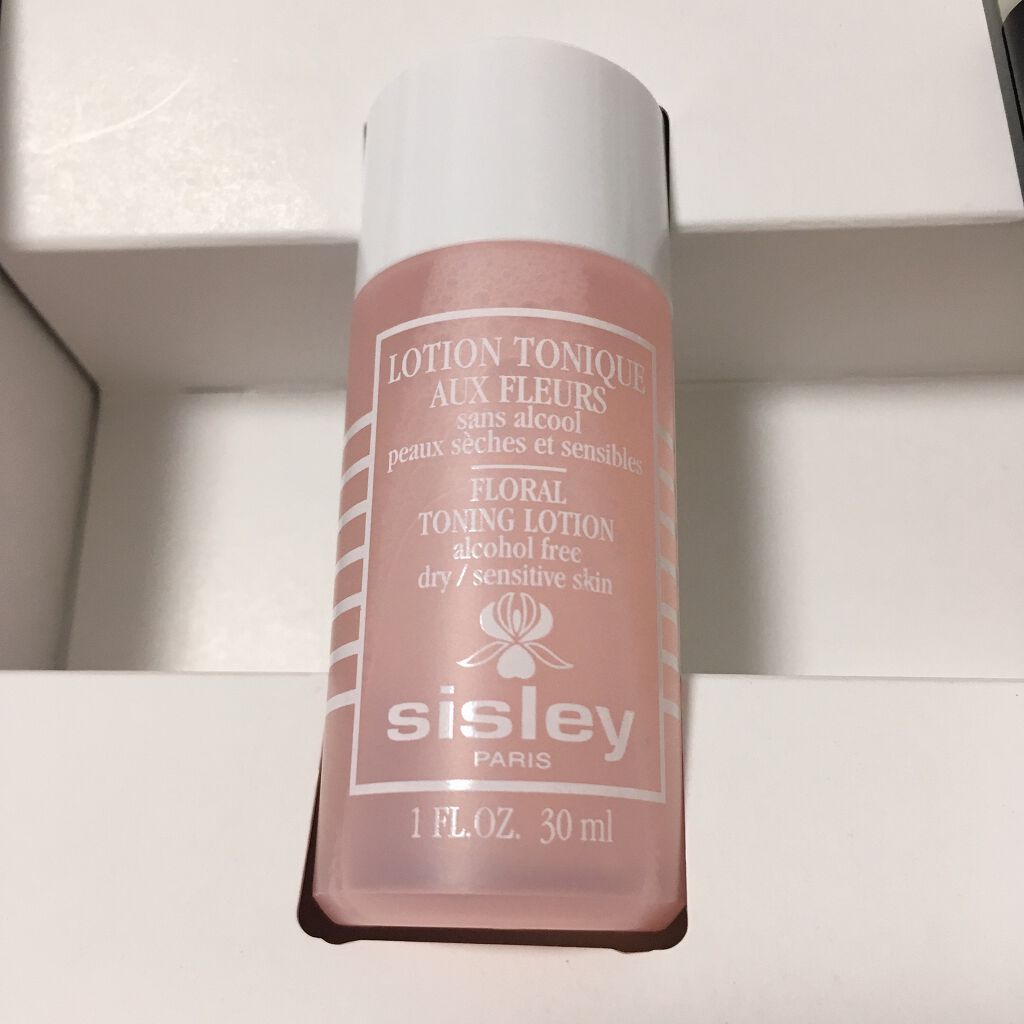 LOTION TONIQUE
AUX FLEURS
sans alcool
peaux sèches et sensibles
FLORAL
TONING LOTION
alcohol free
dry / sensitive skin
sisley
PARIS
1 FL.OZ. 30 ml